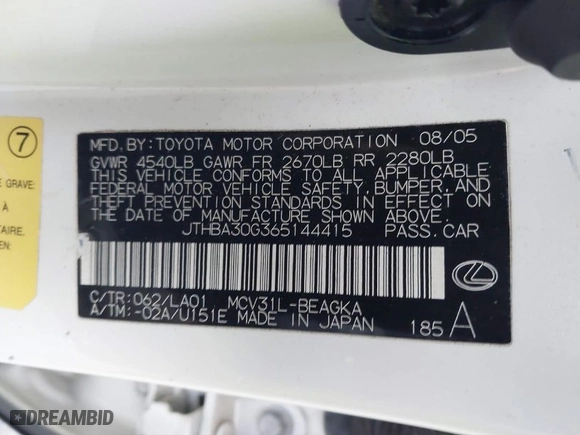 7
E GRAVE:
À
TAIRE.
MFD. BY: TOYOTA MOTOR CORPORATION 08/05
GVWR 4540LB GAWR FR 2670LB RR 2280LB
THIS VEHICLE CONFORMS TO ALL APPLICABLE
FEDERAL MOTOR VEHICLE SAFETY, BUMPER, AND
THEFT PREVENTION STANDARDS IN EFFECT ON
THE DATE OF MANUFACTURE SHOWN ABOVE.
JTHBA30G365144415 PASS. CAR
C/TR: 062/LA01 MCV31L-BEAGKA
A/TM: -02A/U151E MADE IN JAPAN 185 A
DREAMBID